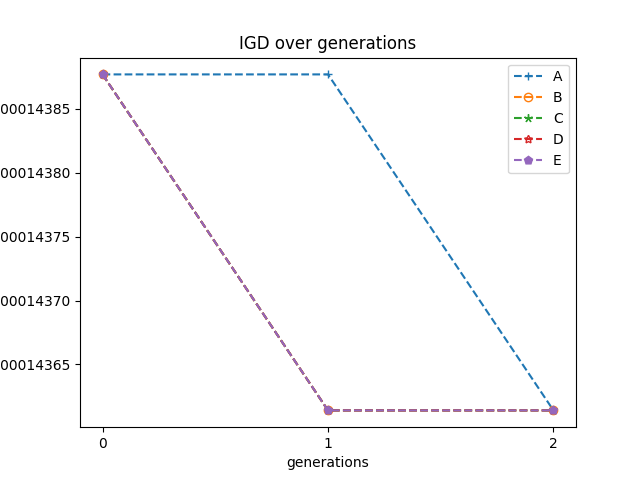 IGD over generations
A
B
C
D
E
00014385
00014380
00014375
00014370
00014365
0 1 2
generations